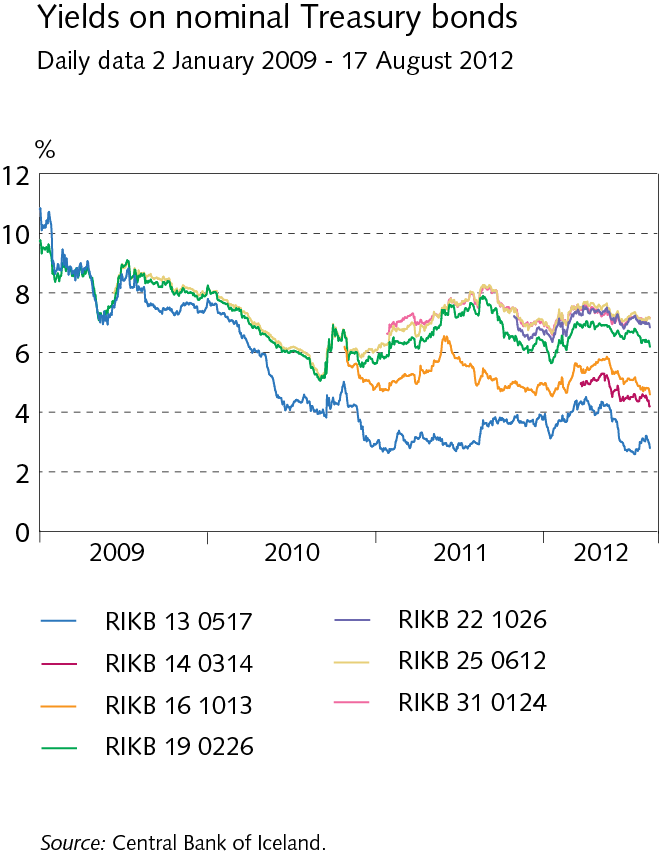 Yields on nominal Treasury bonds
Daily data 2 January 2009 - 17 August 2012
%
12
10
8
6
4
2
0
2009 2010 2011 2012
RIKB 13 0517
RIKB 14 0314
RIKB 16 1013
RIKB 19 0226
RIKB 22 1026
RIKB 25 0612
RIKB 31 0124
Source: Central Bank of Iceland.